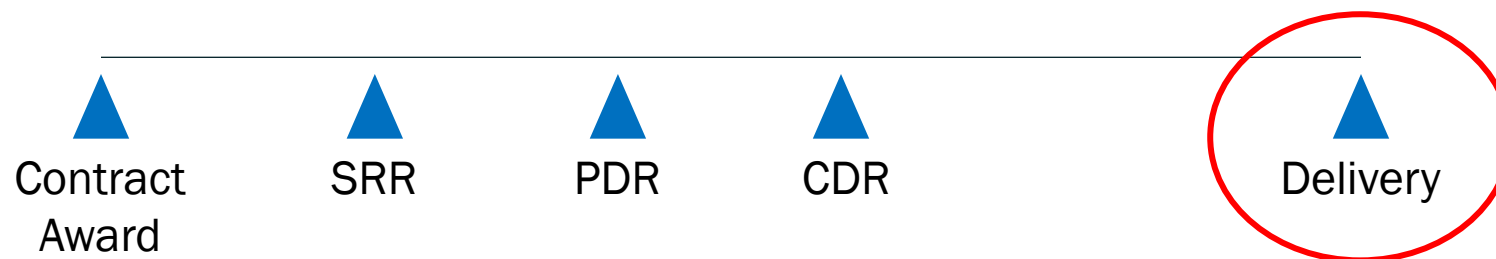 Contract
Award
SRR
PDR
CDR
Delivery